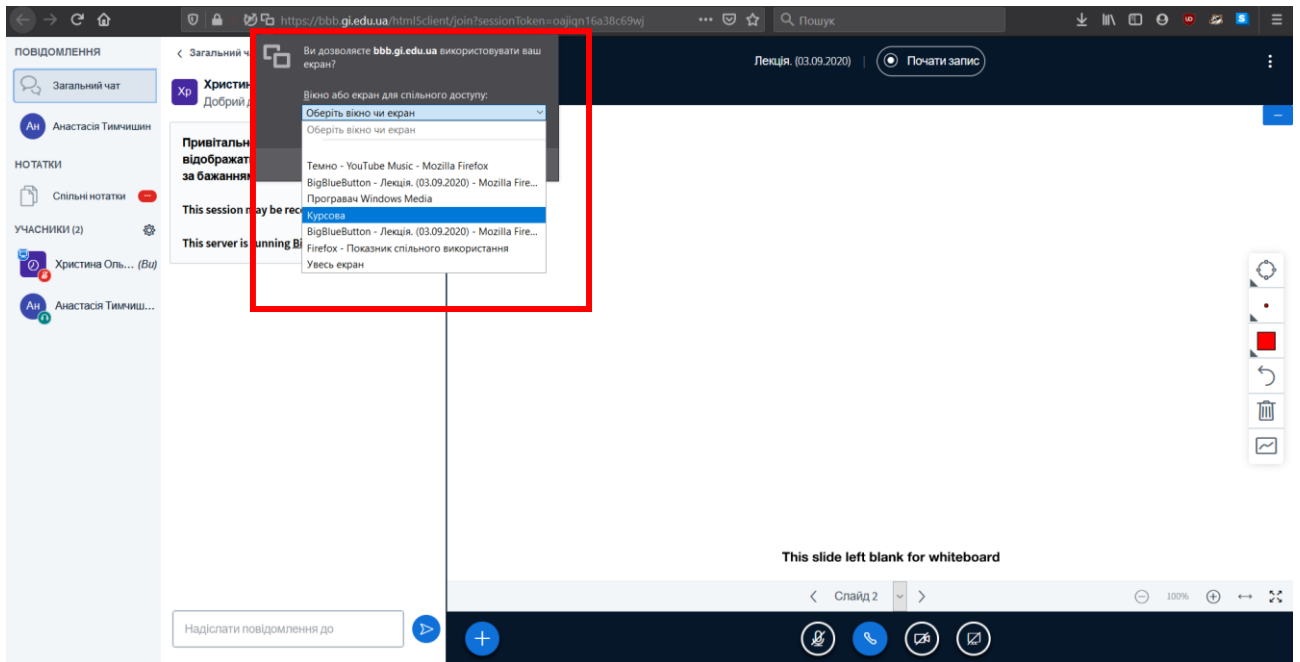 https://bbb.gi.edu.ua/html5client/join?sessionToken=oajiqn16a38c69wj
Пошук
ПОВІДОМЛЕННЯ
Загальний чат
Ан Анастасія Тимчишин
НОТАТКИ
Спільні нотатки
УЧАСНИКИ (2)
Христина Оль... (Ви)
Ан Анастасія Тимчиш...
Загальний ч
Хр Христин
Добрий
Привітальн
відображат
за бажанням
This session may be rec
This server is running Bi
Надіслати повідомлення до
Ви дозволяєте bbb.gi.edu.ua використовувати ваш
екран?
Вікно або екран для спільного доступу:
Оберіть вікно чи екран
Оберіть вікно чи екран
Темно - YouTube Music - Mozilla Firefox
BigBlueButton - Лекція. (03.09.2020) - Mozilla Fire...
Програвач Windows Media
Курсова
BigBlueButton - Лекція. (03.09.2020) - Mozilla Fire...
Firefox - Показник спільного використання
Увесь екран
Лекція. (03.09.2020) | Почати запис
This slide left blank for whiteboard
Слайд 2
100%